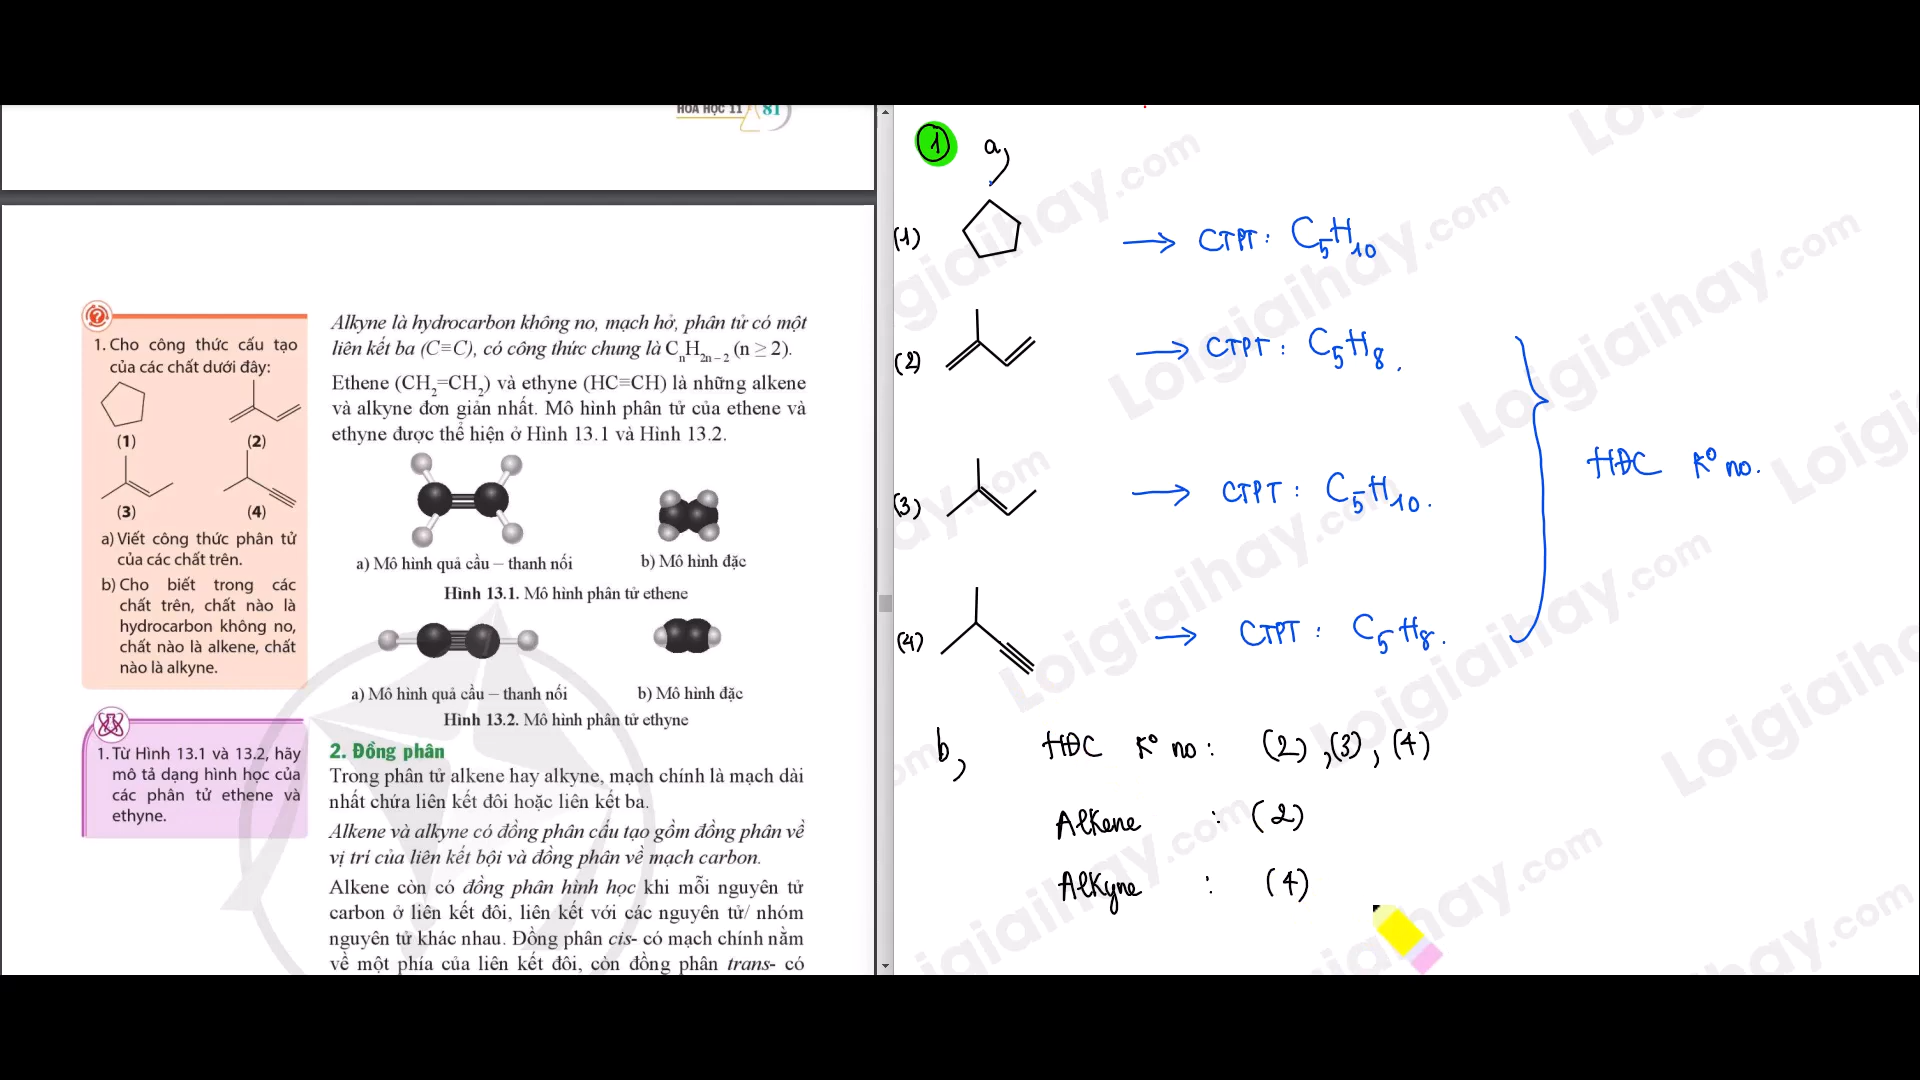 HOÁ HỌC 11 81
1. Cho công thức cấu tạo
của các chất dưới đây:
(1)
(2)
(3)
(4)
a) Viết công thức phân tử
của các chất trên.
b) Cho biết trong các
chất trên, chất nào là
hydrocarbon không no,
chất nào là alkene, chất
nào là alkyne.
1. Từ Hình 13.1 và 13.2, hãy
mô tả dạng hình học của
các phân tử ethene và
ethyne.
Alkyne là hydrocarbon không no, mạch hở, phân tử có một
liên kết ba (C≡C), có công thức chung là CₙH₂ₙ₋₂ (n ≥ 2).
Ethene (CH₂=CH₂) và ethyne (HC≡CH) là những alkene
và alkyne đơn giản nhất. Mô hình phân tử của ethene và
ethyne được thể hiện ở Hình 13.1 và Hình 13.2.
a) Mô hình quả cầu – thanh nối
b) Mô hình đặc
Hình 13.1. Mô hình phân tử ethene
a) Mô hình quả cầu – thanh nối
b) Mô hình đặc
Hình 13.2. Mô hình phân tử ethyne
2. Đồng phân
Trong phân tử alkene hay alkyne, mạch chính là mạch dài
nhất chứa liên kết đôi hoặc liên kết ba.
Alkene và alkyne có đồng phân cấu tạo gồm đồng phân về
vị trí của liên kết bội và đồng phân về mạch carbon.
Alkene còn có đồng phân hình học khi mỗi nguyên tử
carbon ở liên kết đôi, liên kết với các nguyên tử/ nhóm
nguyên tử khác nhau. Đồng phân cis- có mạch chính nằm
về một phía của liên kết đôi, còn đồng phân trans- có
1 a,
(1) → CTPT: C₅H₁₀
(2) → CTPT: C₅H₈.
(3) → CTPT: C₅H₁₀.
(4) → CTPT: C₅H₈.
HĐC K° no.
b, HĐC K° no: (2), (3), (4)
Alkene : (2)
Alkyne : (4)
Loigiaihay.com